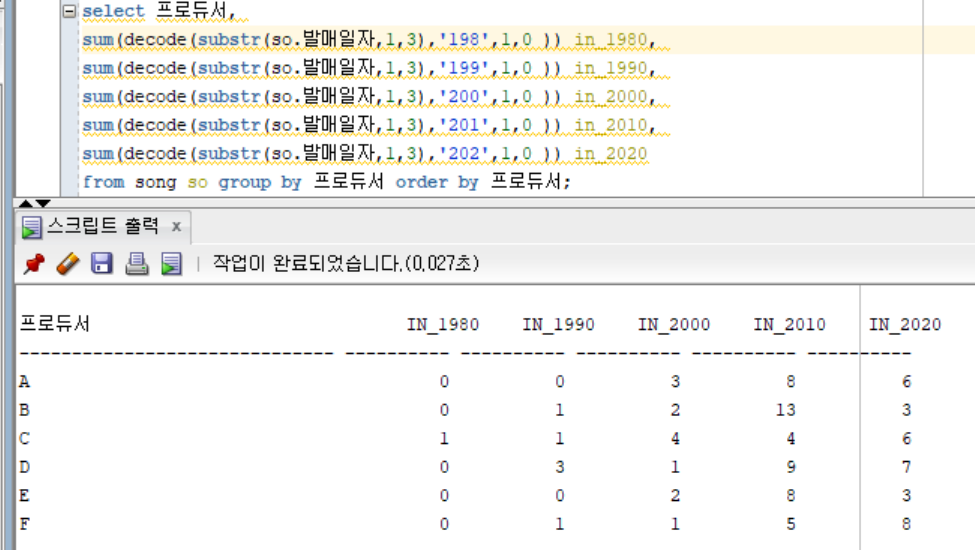 select 프로듀서,
sum(decode(substr(so.발매일자,1,3),'198',1,0 )) in_1980,
sum(decode(substr(so.발매일자,1,3),'199',1,0 )) in_1990,
sum(decode(substr(so.발매일자,1,3),'200',1,0 )) in_2000,
sum(decode(substr(so.발매일자,1,3),'201',1,0 )) in_2010,
sum(decode(substr(so.발매일자,1,3),'202',1,0 )) in_2020
from song so group by 프로듀서 order by 프로듀서;
스크립트 출력 x
작업이 완료되었습니다.(0,027초)
프로듀서 IN_1980 IN_1990 IN_2000 IN_2010 IN_2020
------------------------------ ---------- ---------- ---------- ---------- ----------
A 0 0 3 8 6
B 0 1 2 13 3
C 1 1 4 4 6
D 0 3 1 9 7
E 0 0 2 8 3
F 0 1 1 5 8